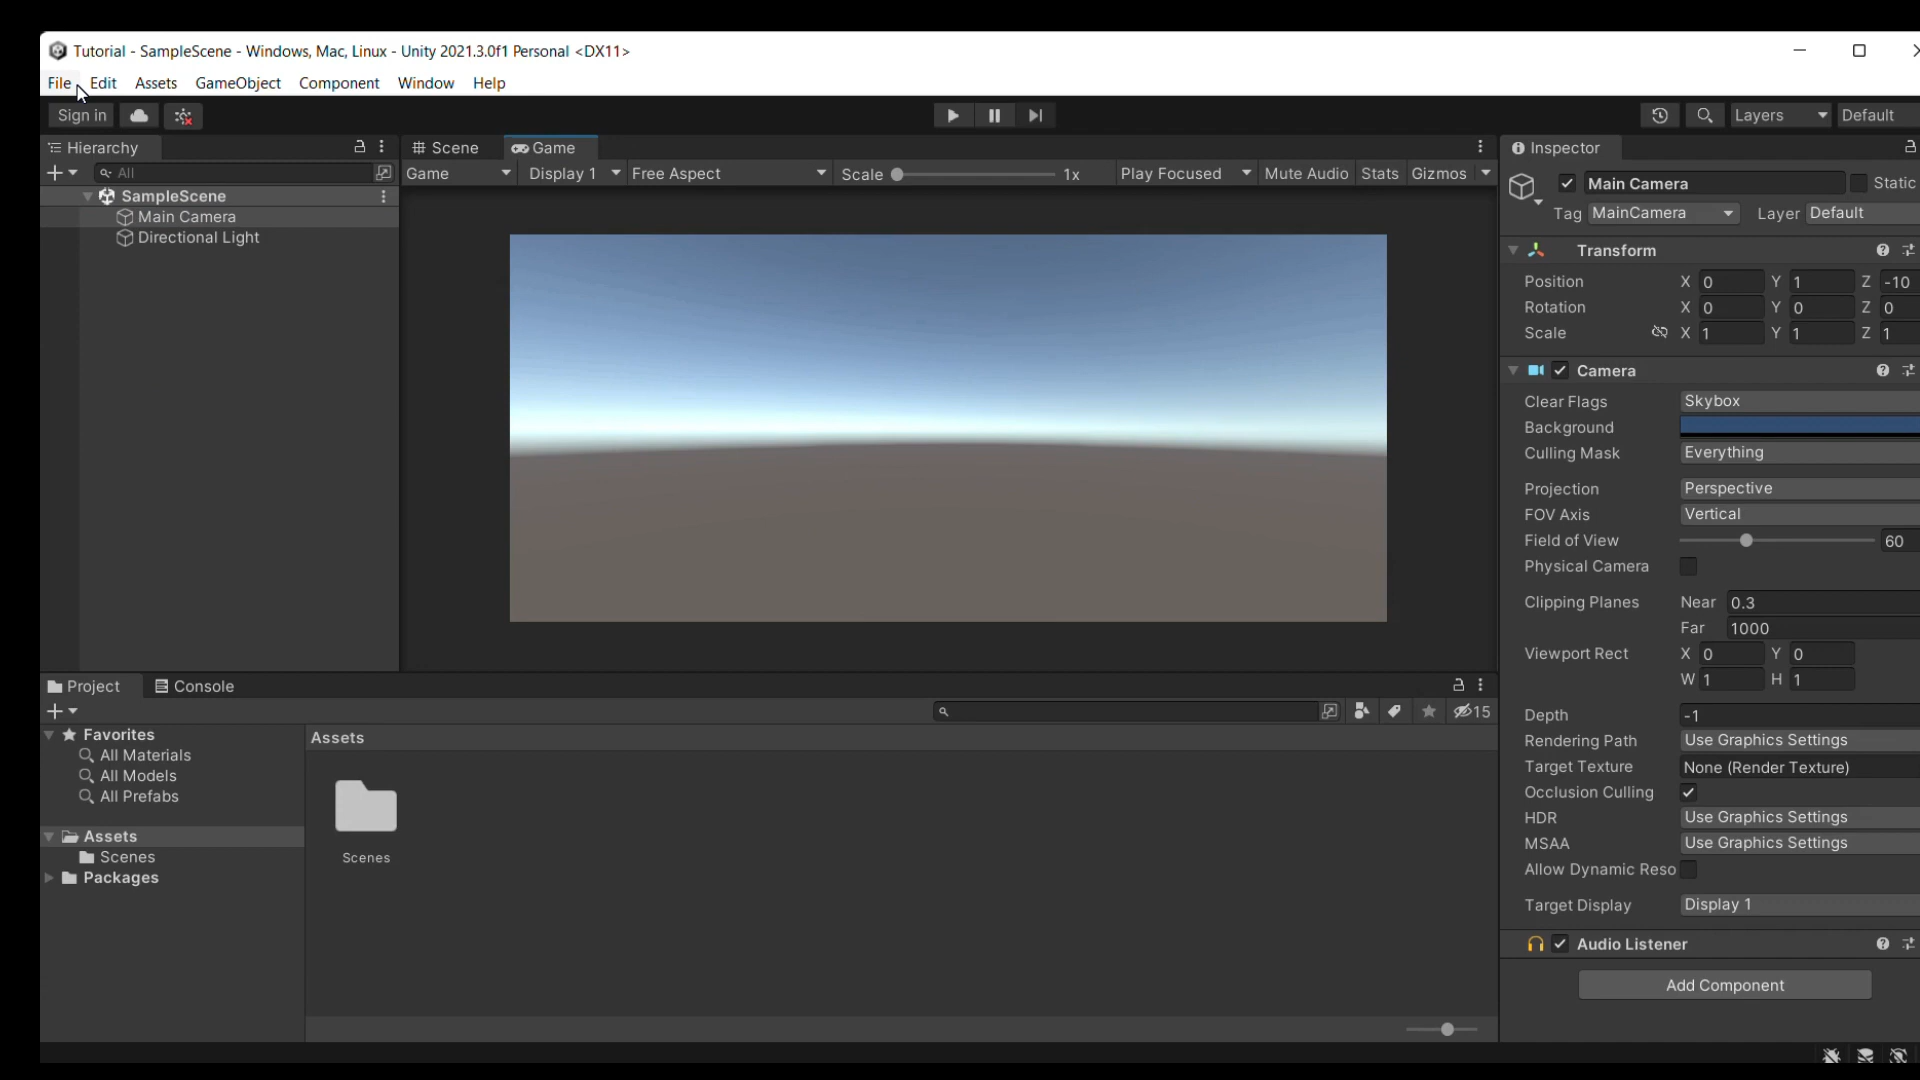 Tutorial - SampleScene - Windows, Mac, Linux - Unity 2021.3.0f1 Personal <DX11>
File Edit Assets GameObject Component Window Help
Sign in Layers Default
Hierarchy
All
SampleScene
Main Camera
Directional Light
Scene Game
Game Display 1 Free Aspect Scale 1x Play Focused Mute Audio Stats Gizmos
Inspector
Main Camera Static
Tag MainCamera Layer Default
Transform
Position X 0 Y 1 Z -10
Rotation X 0 Y 0 Z 0
Scale X 1 Y 1 Z 1
Camera
Clear Flags Skybox
Background
Culling Mask Everything
Projection Perspective
FOV Axis Vertical
Field of View 60
Physical Camera
Clipping Planes Near 0.3
Far 1000
Viewport Rect X 0 Y 0
W 1 H 1
Depth -1
Rendering Path Use Graphics Settings
Target Texture None (Render Texture)
Occlusion Culling
HDR Use Graphics Settings
MSAA Use Graphics Settings
Allow Dynamic Reso
Target Display Display 1
Audio Listener
Add Component
Project Console
15
Favorites
All Materials
All Models
All Prefabs
Assets
Scenes
Packages
Assets
Scenes